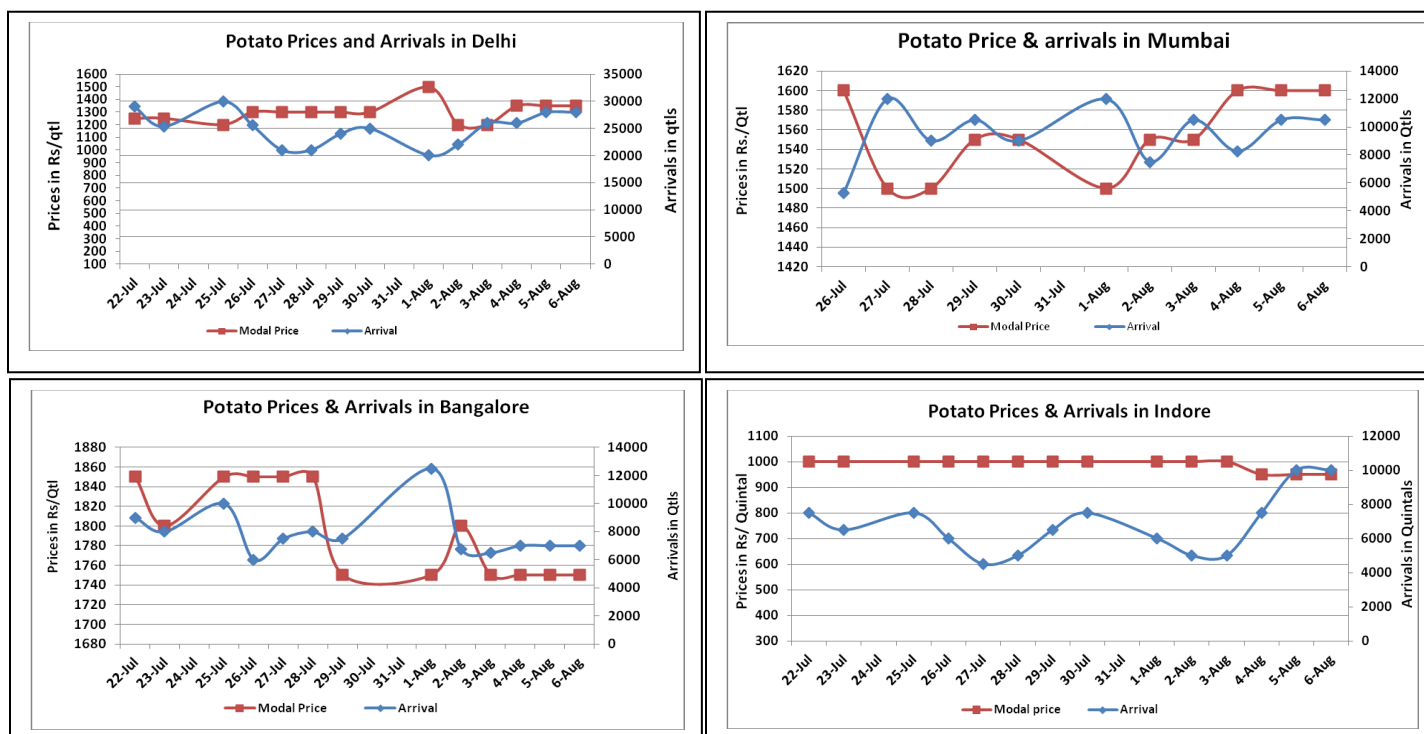 Potato Prices and Arrivals in Delhi
Prices in Rs/qtl
1600
1500
1400
1300
1200
1100
1000
900
800
700
600
500
400
300
200
100
35000
30000
25000
20000
15000
10000
5000
0
Arrivals in qtls
22-Jul
23-Jul
24-Jul
25-Jul
26-Jul
27-Jul
28-Jul
29-Jul
30-Jul
31-Jul
1-Aug
2-Aug
3-Aug
4-Aug
5-Aug
6-Aug
Modal Price Arrival
Potato Price & arrivals in Mumbai
Prices in Rs./Qtl
1620
1600
1580
1560
1540
1520
1500
1480
1460
1440
1420
14000
12000
10000
8000
6000
4000
2000
0
Arrivals in Qtls
26-Jul
27-Jul
28-Jul
29-Jul
30-Jul
31-Jul
1-Aug
2-Aug
3-Aug
4-Aug
5-Aug
6-Aug
Modal Price Arrival
Potato Prices & Arrivals in Bangalore
Prices in Rs/Qtl
1880
1860
1840
1820
1800
1780
1760
1740
1720
1700
1680
14000
12000
10000
8000
6000
4000
2000
0
Arrivals in Qtls
22-Jul
23-Jul
24-Jul
25-Jul
26-Jul
27-Jul
28-Jul
29-Jul
30-Jul
31-Jul
1-Aug
2-Aug
3-Aug
4-Aug
5-Aug
6-Aug
Modal Price Arrival
Potato Prices & Arrivals in Indore
Prices in Rs/ Quintal
1100
1000
900
800
700
600
500
400
300
12000
10000
8000
6000
4000
2000
0
Arrivals in Quintals
22-Jul
23-Jul
24-Jul
25-Jul
26-Jul
27-Jul
28-Jul
29-Jul
30-Jul
31-Jul
1-Aug
2-Aug
3-Aug
4-Aug
5-Aug
6-Aug
Modal price Arrival